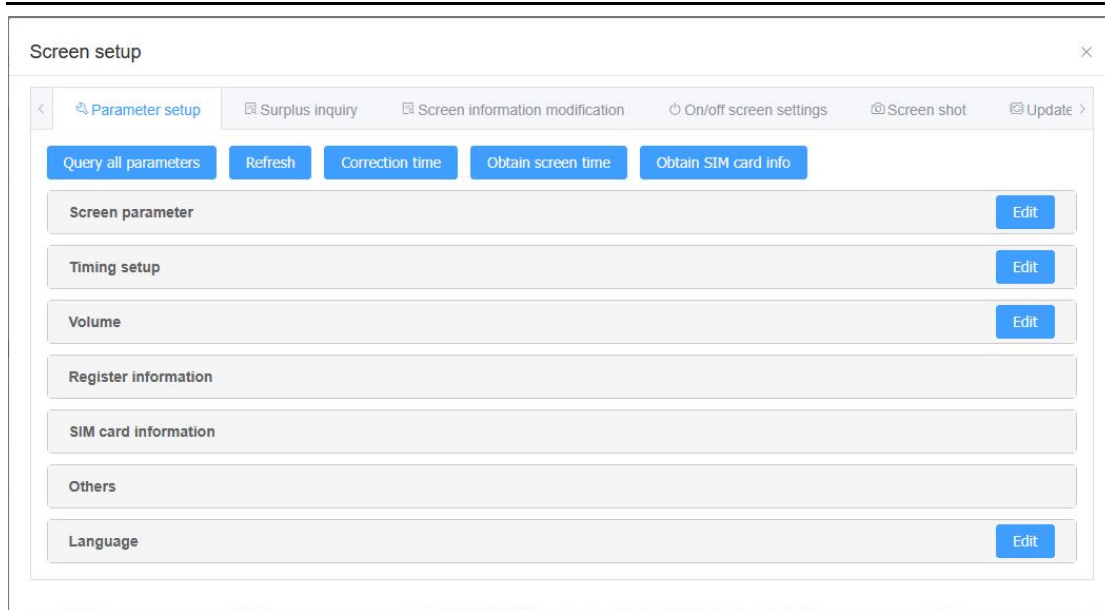 Screen setup
Parameter setup Surplus inquiry Screen information modification On/off screen settings Screen shot Update
Query all parameters Refresh Correction time Obtain screen time Obtain SIM card info
Screen parameter Edit
Timing setup Edit
Volume Edit
Register information
SIM card information
Others
Language Edit